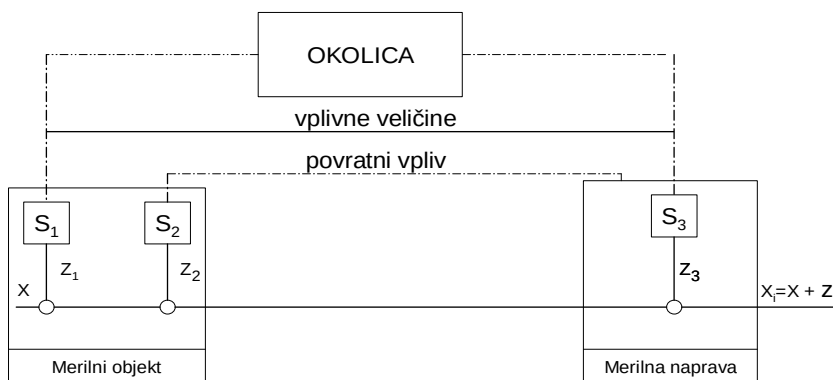 OKOLICA
vplivne veličine
povratni vpliv
S₁
S₂
S₃
Z₁
Z₂
Z₃
X
Xᵢ=X + Z
Merilni objekt
Merilna naprava